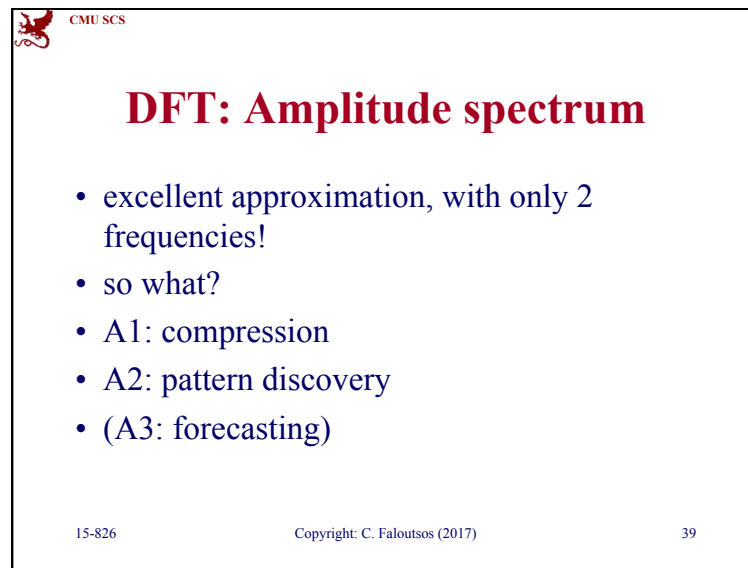 CMU SCS
DFT: Amplitude spectrum
• excellent approximation, with only 2
frequencies!
• so what?
• A1: compression
• A2: pattern discovery
• (A3: forecasting)
15-826 Copyright: C. Faloutsos (2017) 39